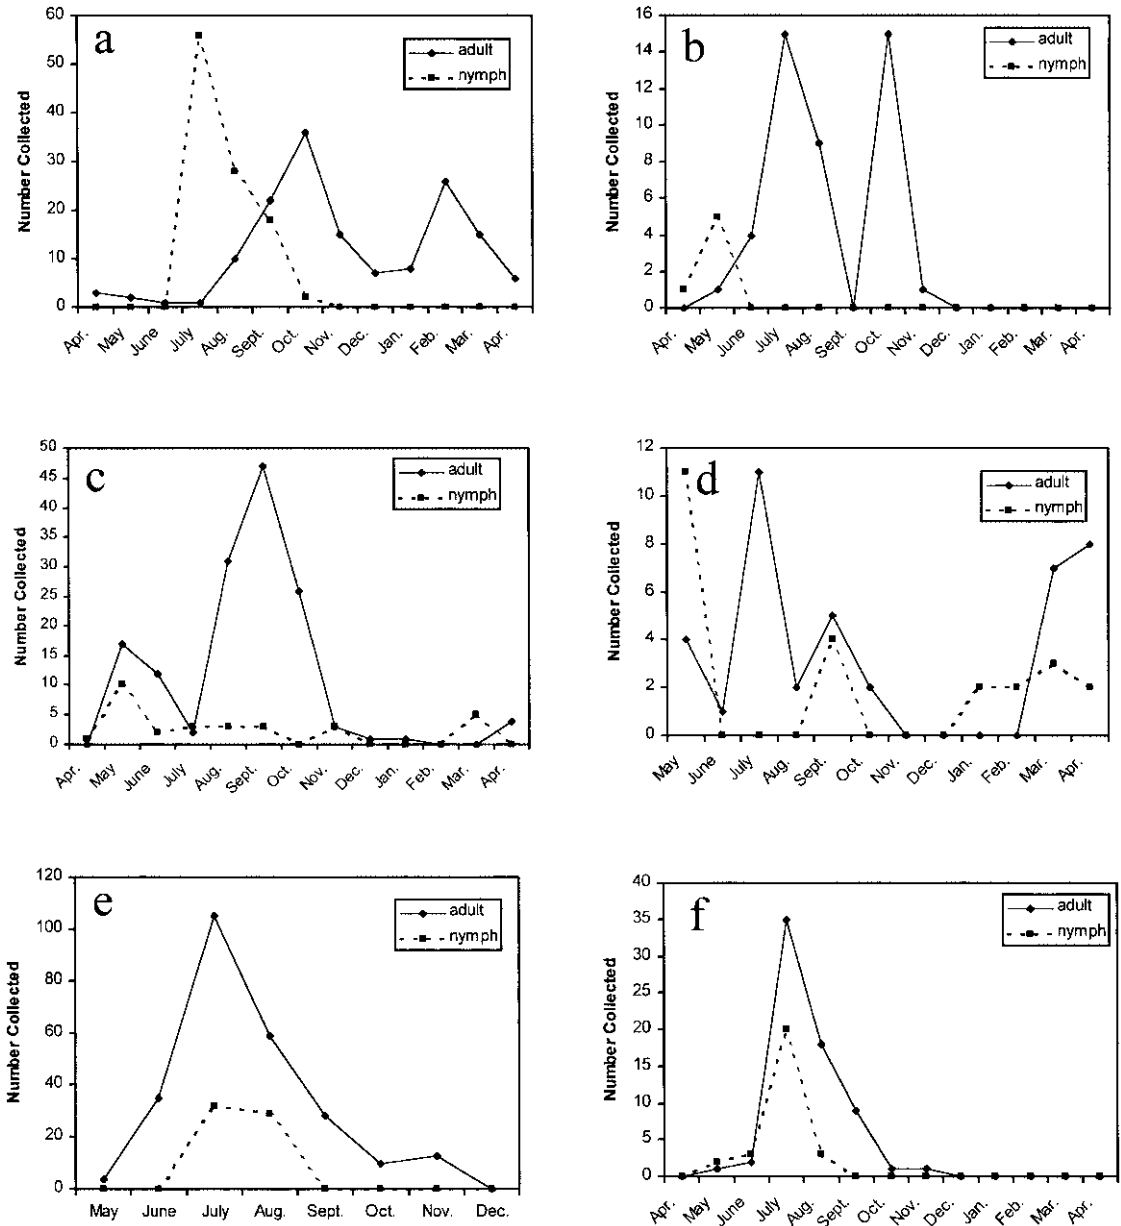 a
adult
nymph
Number Collected
60
50
40
30
20
10
0
Apr. May June July Aug. Sept. Oct. Nov. Dec. Jan. Feb. Mar. Apr.
b
adult
nymph
Number Collected
16
14
12
10
8
6
4
2
0
Apr. May June July Aug. Sept. Oct. Nov. Dec. Jan. Feb. Mar. Apr.
c
adult
nymph
Number Collected
50
45
40
35
30
25
20
15
10
5
0
Apr. May June July Aug. Sept. Oct. Nov. Dec. Jan. Feb. Mar. Apr.
d
adult
nymph
Number Collected
12
10
8
6
4
2
0
May June July Aug. Sept. Oct. Nov. Dec. Jan. Feb. Mar. Apr.
e
adult
nymph
Number Collected
120
100
80
60
40
20
0
May June July Aug. Sept. Oct. Nov. Dec.
f
adult
nymph
Number Collected
40
35
30
25
20
15
10
5
0
Apr. May June July Aug. Sept. Oct. Nov. Dec. Jan. Feb. Mar. Apr.